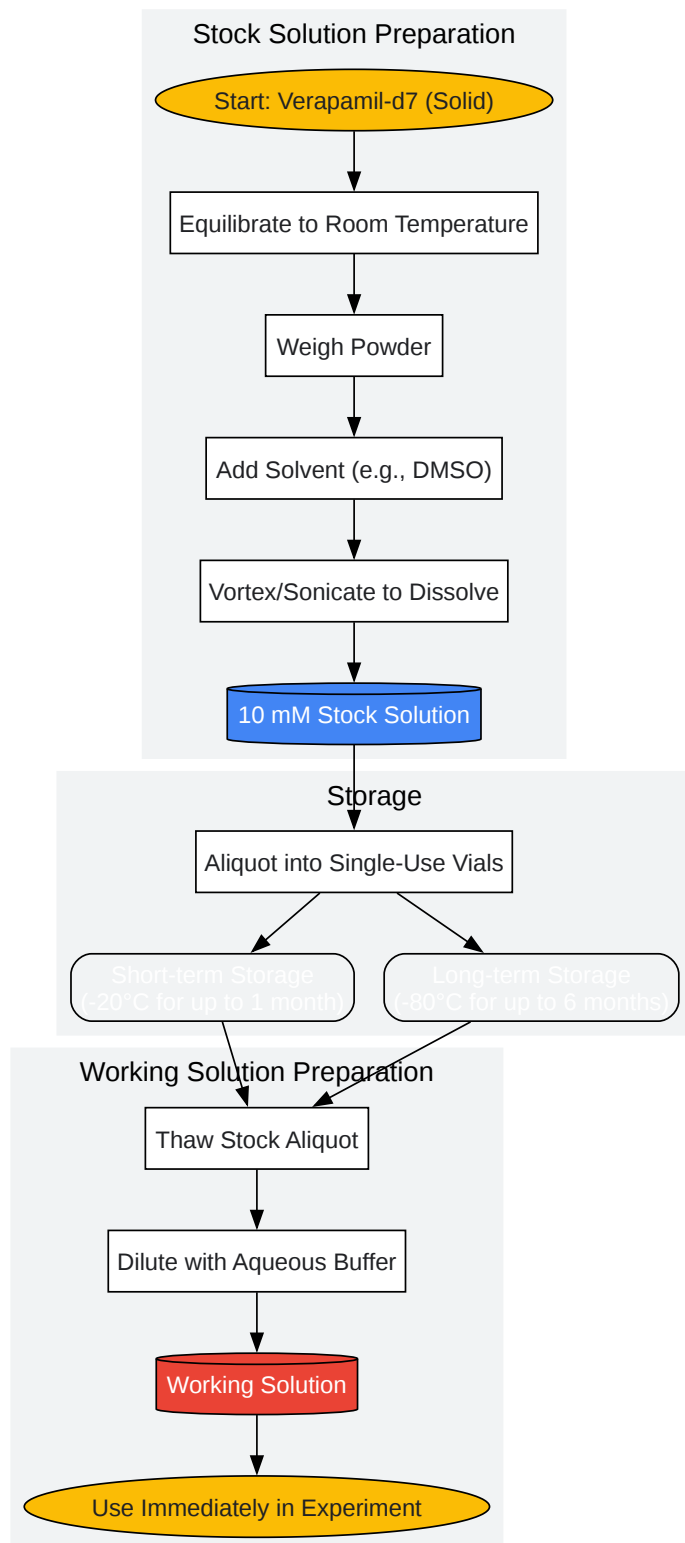 Stock Solution Preparation
Start: Verapamil-d7 (Solid)
Equilibrate to Room Temperature
Weigh Powder
Add Solvent (e.g., DMSO)
Vortex/Sonicate to Dissolve
10 mM Stock Solution
Storage
Aliquot into Single-Use Vials
Short-term Storage
(-20°C for up to 1 month)
Long-term Storage
(-80°C for up to 6 months)
Working Solution Preparation
Thaw Stock Aliquot
Dilute with Aqueous Buffer
Working Solution
Use Immediately in Experiment